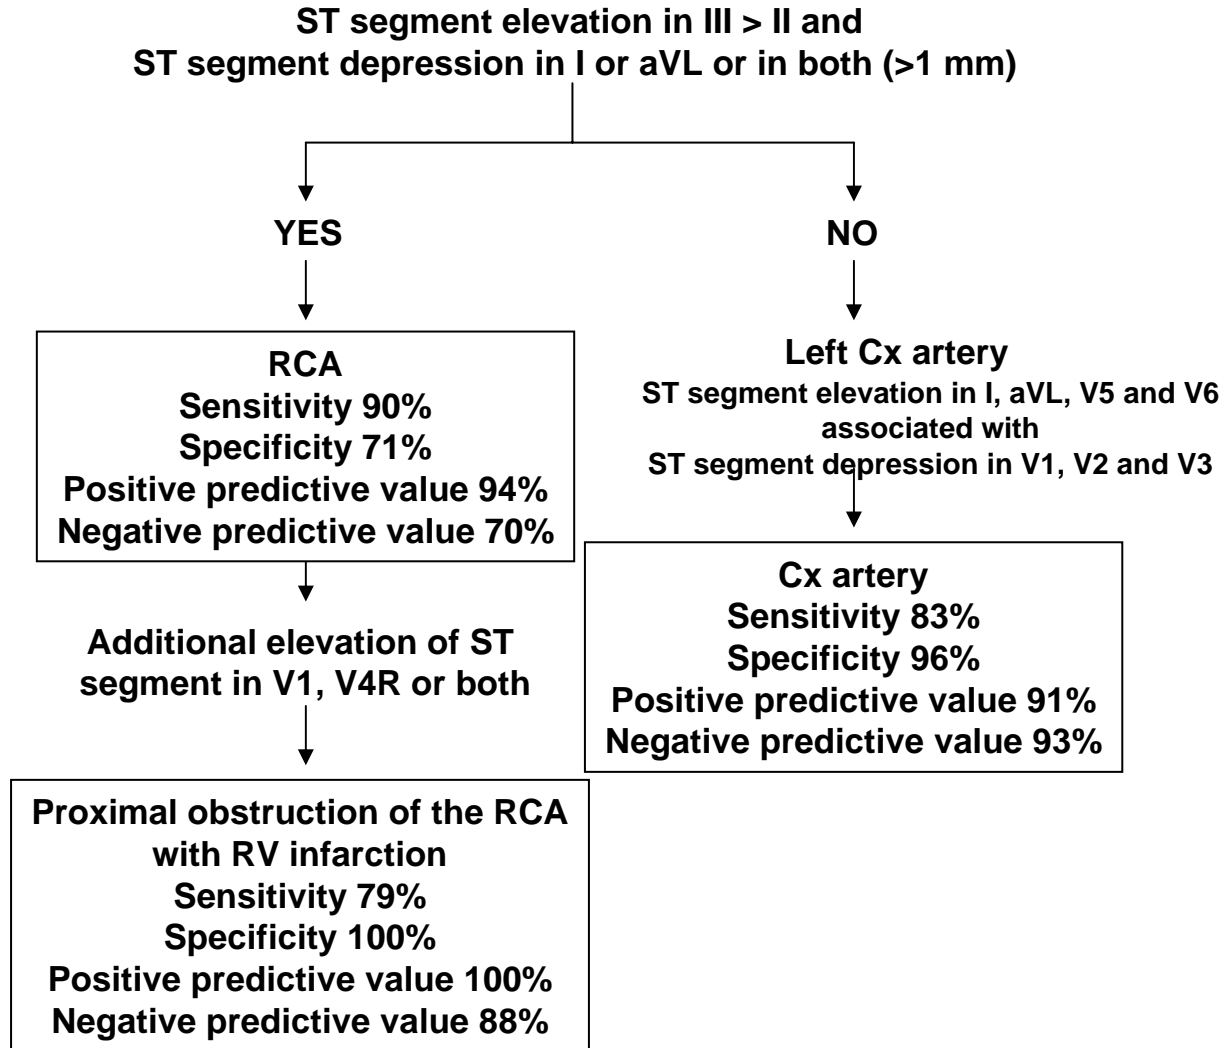 ST segment elevation in III > II and
ST segment depression in I or aVL or in both (>1 mm)
YES
NO
RCA
Sensitivity 90%
Specificity 71%
Positive predictive value 94%
Negative predictive value 70%
Left Cx artery
ST segment elevation in I, aVL, V5 and V6
associated with
ST segment depression in V1, V2 and V3
Additional elevation of ST
segment in V1, V4R or both
Cx artery
Sensitivity 83%
Specificity 96%
Positive predictive value 91%
Negative predictive value 93%
Proximal obstruction of the RCA
with RV infarction
Sensitivity 79%
Specificity 100%
Positive predictive value 100%
Negative predictive value 88%